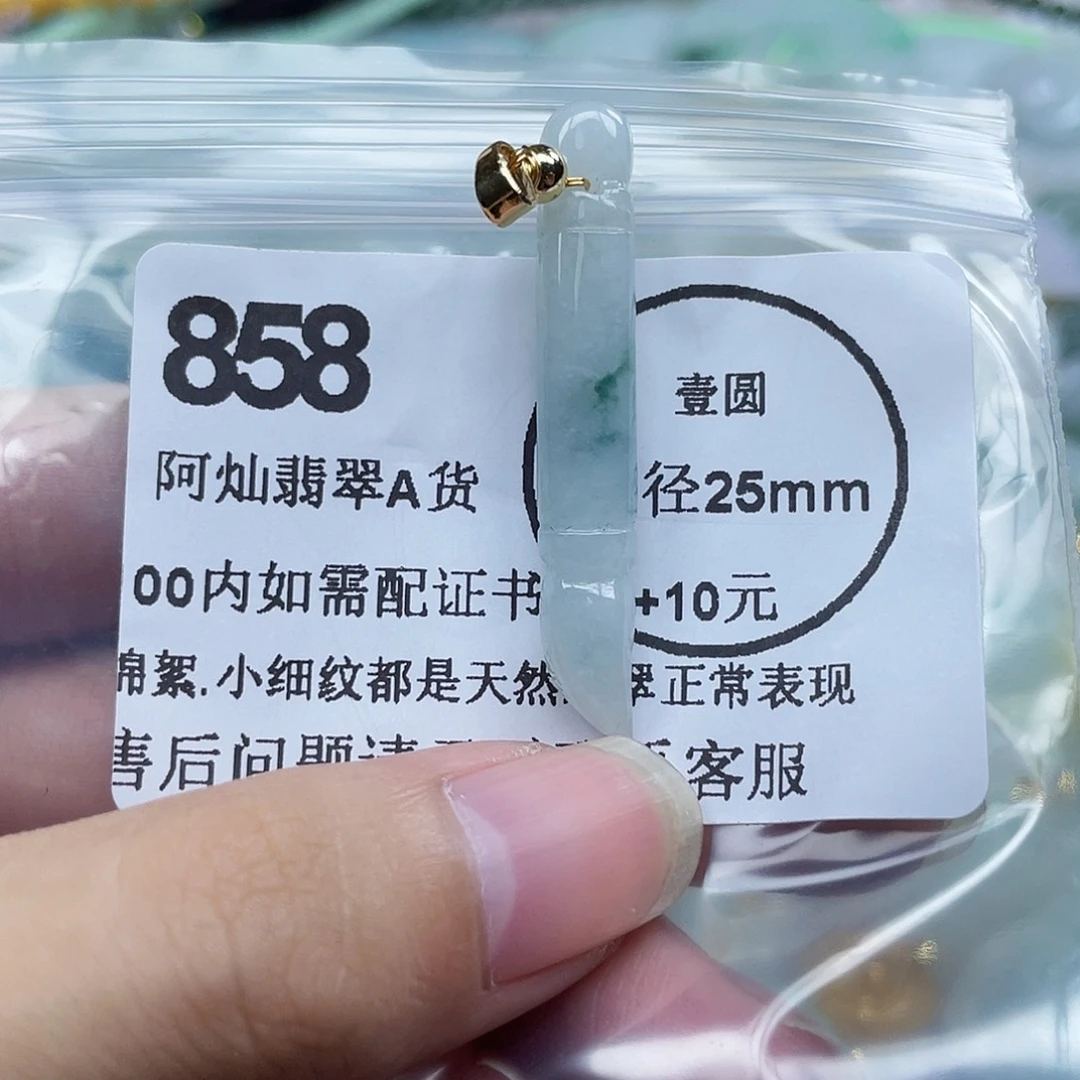 858
壹圆
阿灿翡翠A货 径25mm
00内如需配证书 +10元
棉絮.小细纹都是天然 翠正常表现
售后问题请 客服